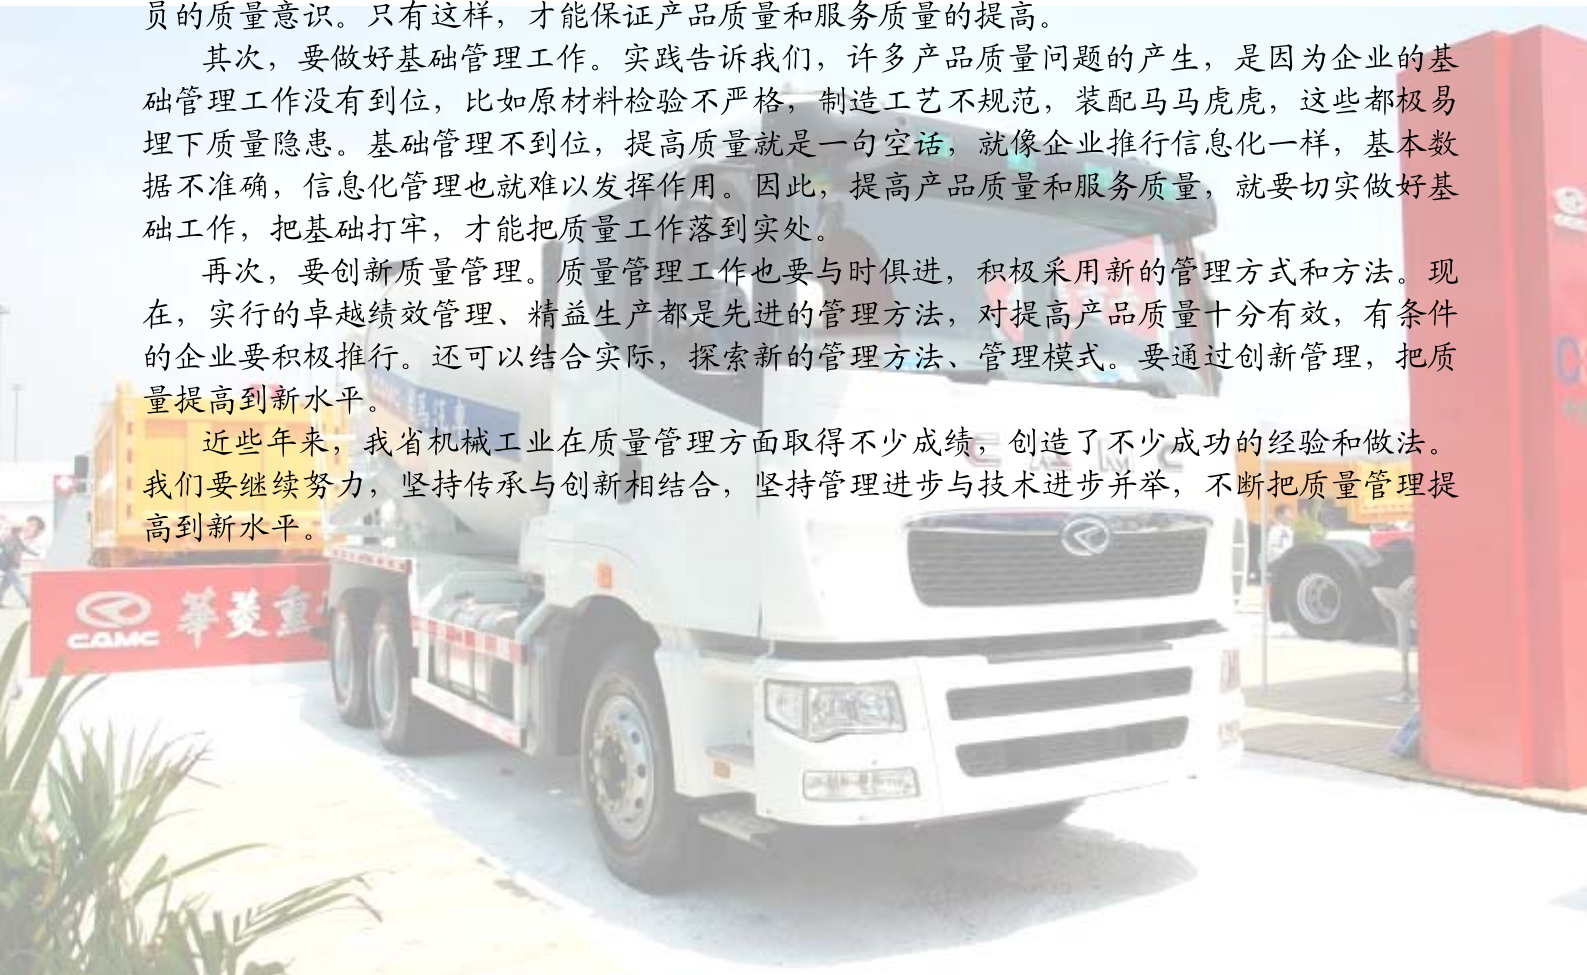 员的质量意识。只有这样，才能保证产品质量和服务质量的提高。
其次，要做好基础管理工作。实践告诉我们，许多产品质量问题的产生，是因为企业的基
础管理工作没有到位，比如原材料检验不严格，制造工艺不规范，装配马马虎虎，这些都极易
埋下质量隐患。基础管理不到位，提高质量就是一句空话，就像企业推行信息化一样，基本数
据不准确，信息化管理也就难以发挥作用。因此，提高产品质量和服务质量，就要切实做好基
础工作，把基础打牢，才能把质量工作落到实处。
再次，要创新质量管理。质量管理工作也要与时俱进，积极采用新的管理方式和方法。现
在，实行的卓越绩效管理、精益生产都是先进的管理方法，对提高产品质量十分有效，有条件
的企业要积极推行。还可以结合实际，探索新的管理方法、管理模式。要通过创新管理，把质
量提高到新水平。
近些年来，我省机械工业在质量管理方面取得不少成绩，创造了不少成功的经验和做法。
我们要继续努力，坚持传承与创新相结合，坚持管理进步与技术进步并举，不断把质量管理提
高到新水平。
CAMC
CAMC 華菱重